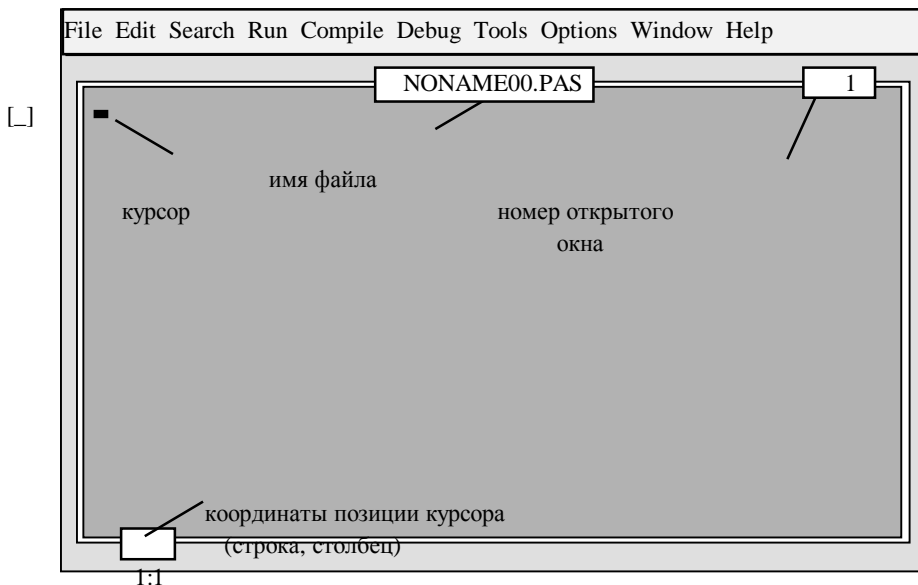 File Edit Search Run Compile Debug Tools Options Window Help
NONAME00.PAS
1
[_]
имя файла
курсор
номер открытого
окна
координаты позиции курсора
(строка, столбец)
1:1